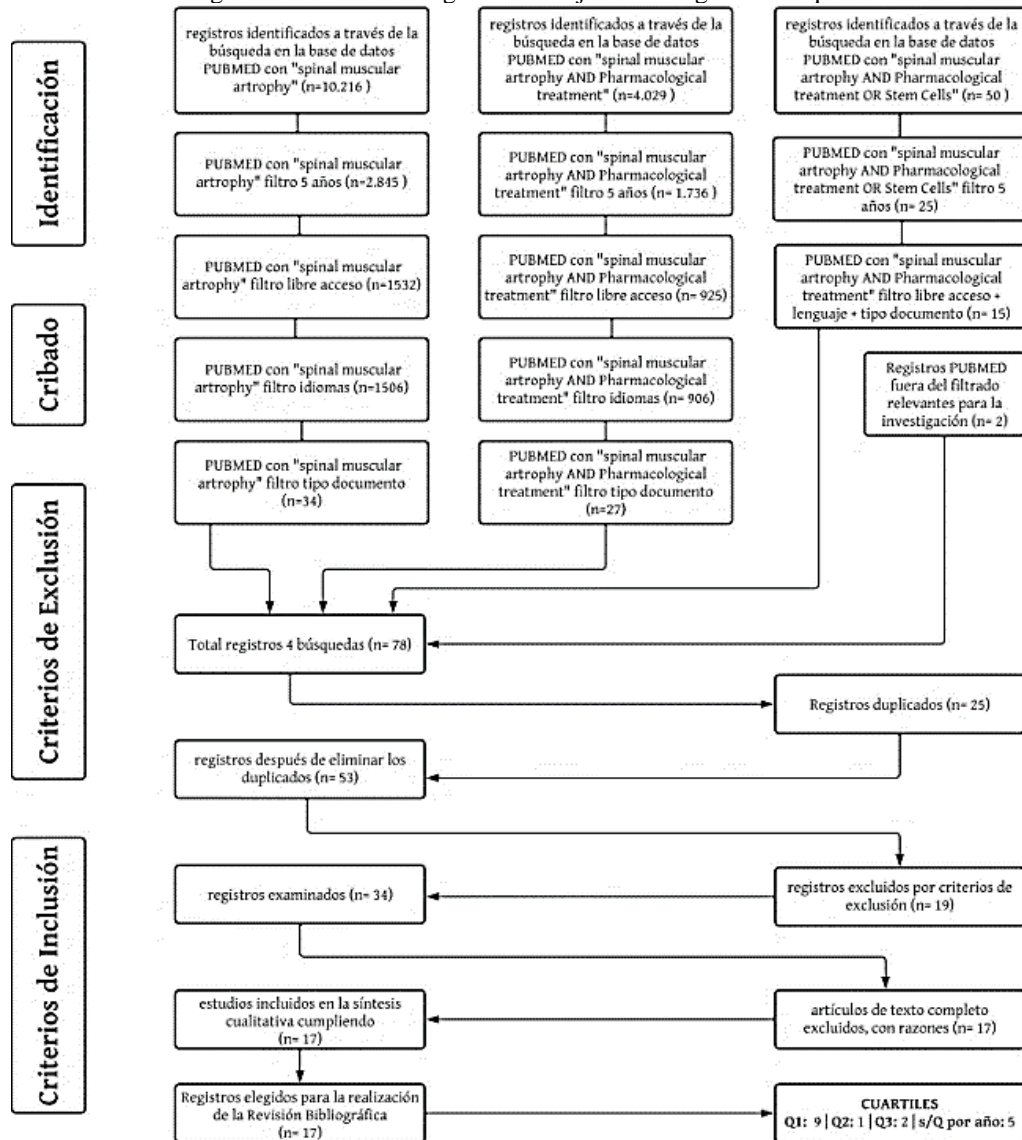 Identificación
registros identificados a través de la
búsqueda en la base de datos
PUBMED con "spinal muscular
artrophy" (n=10.216 )
registros identificados a través de la
búsqueda en la base de datos
PUBMED con "spinal muscular
artrophy AND Pharmacological
treatment" (n=4.029 )
registros identificados a través de la
búsqueda en la base de datos
PUBMED con "spinal muscular
artrophy AND Pharmacological
treatment OR Stem Cells" (n= 50 )
PUBMED con "spinal muscular
artrophy" filtro 5 años (n=2.845 )
PUBMED con "spinal muscular
artrophy AND Pharmacological
treatment" filtro 5 años (n= 1.736 )
PUBMED con "spinal muscular
artrophy AND Pharmacological
treatment OR Stem Cells" filtro 5
años (n= 25)
PUBMED con "spinal muscular
artrophy" filtro libre acceso (n=1532)
PUBMED con "spinal muscular
artrophy AND Pharmacological
treatment" filtro libre acceso (n= 925)
PUBMED con "spinal muscular
artrophy AND Pharmacological
treatment" filtro libre acceso +
lenguaje + tipo documento (n= 15)
Cribado
PUBMED con "spinal muscular
artrophy" filtro idiomas (n=1506)
PUBMED con "spinal muscular
artrophy AND Pharmacological
treatment" filtro idiomas (n= 906)
Registros PUBMED
fuera del filtrado
relevantes para la
investigación (n= 2)
PUBMED con "spinal muscular
artrophy" filtro tipo documento
(n=34)
PUBMED con "spinal muscular
artrophy AND Pharmacological
treatment" filtro tipo documento
(n=27)
Criterios de Exclusión
Total registros 4 búsquedas (n= 78)
Registros duplicados (n= 25)
registros después de eliminar los
duplicados (n= 53)
Criterios de Inclusión
registros examinados (n= 34)
registros excluidos por criterios de
exclusión (n= 19)
estudios incluidos en la síntesis
cualitativa cumpliendo
(n= 17)
artículos de texto completo
excluidos, con razones (n= 17)
Registros elegidos para la realización
de la Revisión Bibliográfica
(n= 17)
CUARTILES
Q1: 9 | Q2: 1 | Q3: 2 | s/Q por año: 5